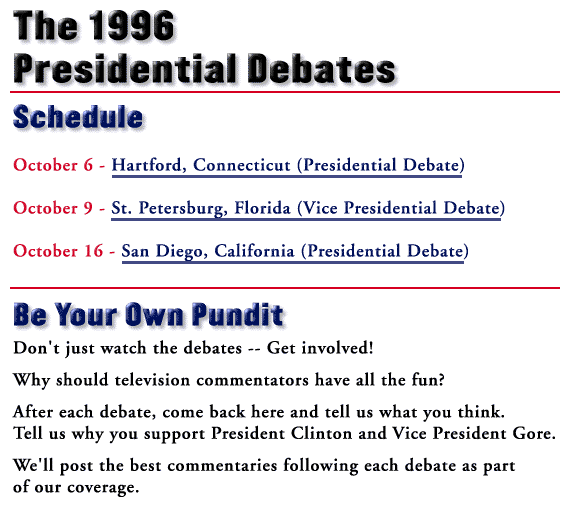 The 1996
Presidential Debates
Schedule
October 6 - Hartford, Connecticut (Presidential Debate)
October 9 - St. Petersburg, Florida (Vice Presidential Debate)
October 16 - San Diego, California (Presidential Debate)
Be Your Own Pundit
Don't just watch the debates -- Get involved!
Why should television commentators have all the fun?
After each debate, come back here and tell us what you think.
Tell us why you support President Clinton and Vice President Gore.
We'll post the best commentaries following each debate as part
of our coverage.